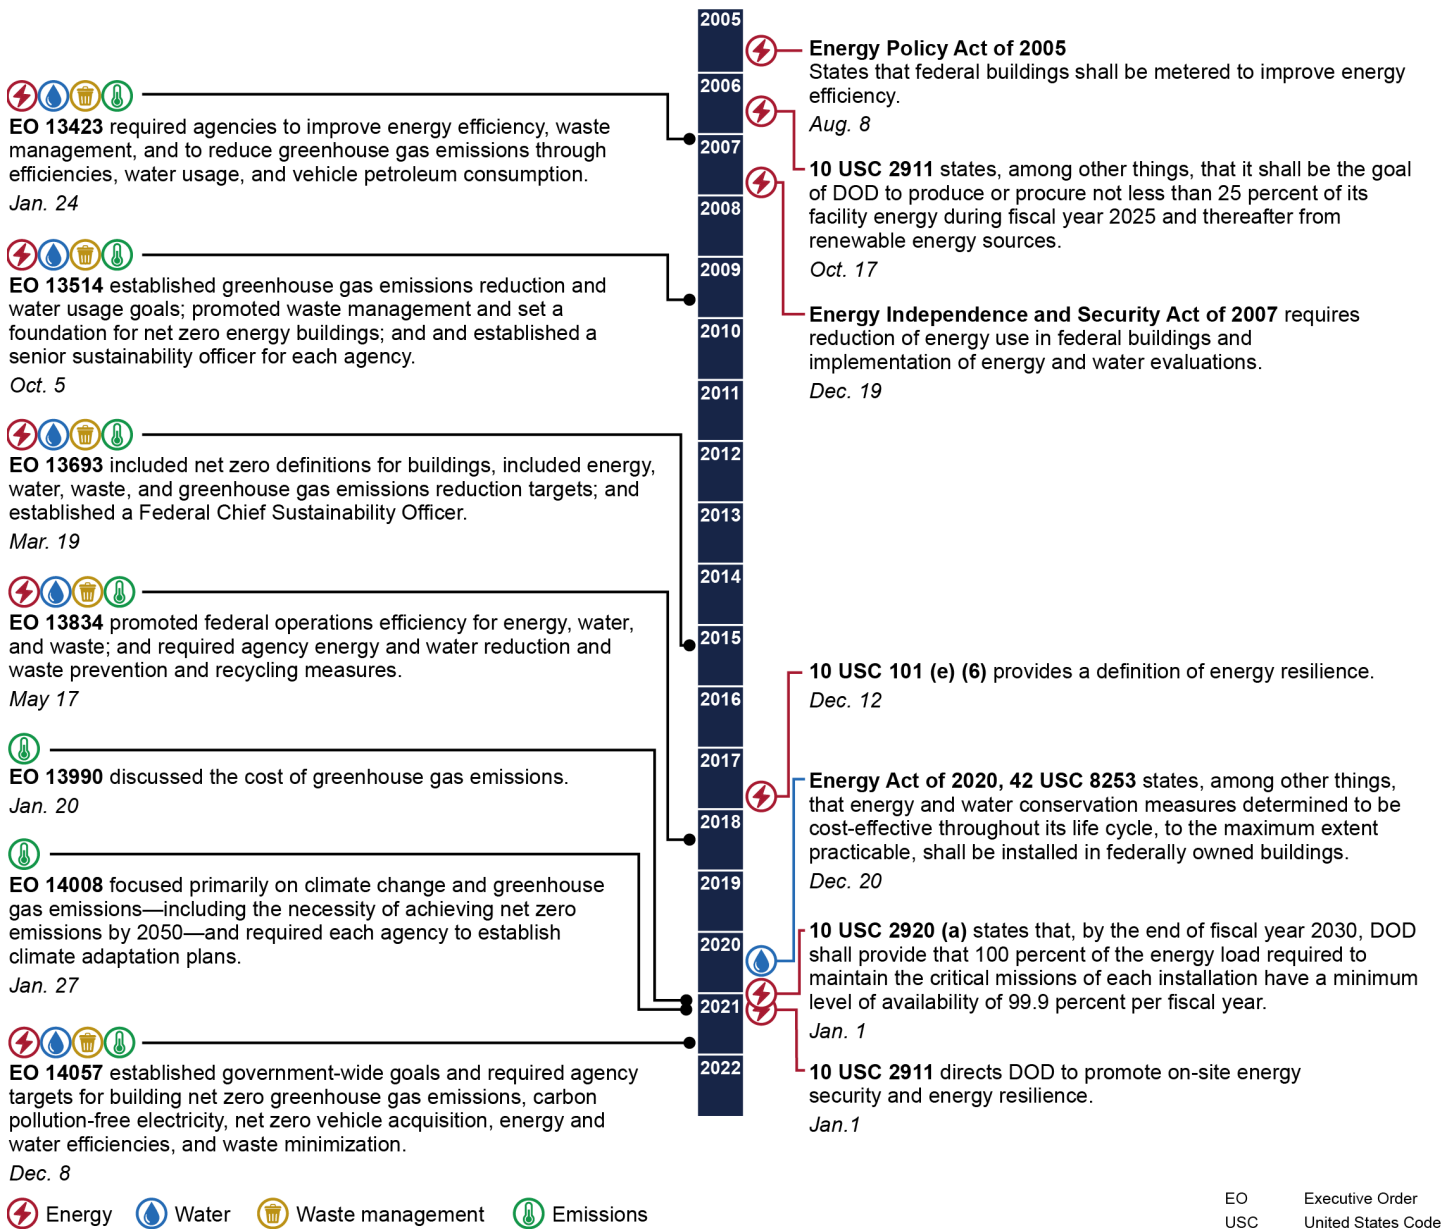 2005
2006
2007
2008
2009
2010
2011
2012
2013
2014
2015
2016
2017
2018
2019
2020
2021
2022
EO 13423 required agencies to improve energy efficiency, waste
management, and to reduce greenhouse gas emissions through
efficiencies, water usage, and vehicle petroleum consumption.
Jan. 24
EO 13514 established greenhouse gas emissions reduction and
water usage goals; promoted waste management and set a
foundation for net zero energy buildings; and and established a
senior sustainability officer for each agency.
Oct. 5
EO 13693 included net zero definitions for buildings, included energy,
water, waste, and greenhouse gas emissions reduction targets; and
established a Federal Chief Sustainability Officer.
Mar. 19
EO 13834 promoted federal operations efficiency for energy, water,
and waste; and required agency energy and water reduction and
waste prevention and recycling measures.
May 17
EO 13990 discussed the cost of greenhouse gas emissions.
Jan. 20
EO 14008 focused primarily on climate change and greenhouse
gas emissions—including the necessity of achieving net zero
emissions by 2050—and required each agency to establish
climate adaptation plans.
Jan. 27
EO 14057 established government-wide goals and required agency
targets for building net zero greenhouse gas emissions, carbon
pollution-free electricity, net zero vehicle acquisition, energy and
water efficiencies, and waste minimization.
Dec. 8
Energy Policy Act of 2005
States that federal buildings shall be metered to improve energy
efficiency.
Aug. 8
10 USC 2911 states, among other things, that it shall be the goal
of DOD to produce or procure not less than 25 percent of its
facility energy during fiscal year 2025 and thereafter from
renewable energy sources.
Oct. 17
Energy Independence and Security Act of 2007 requires
reduction of energy use in federal buildings and
implementation of energy and water evaluations.
Dec. 19
10 USC 101 (e) (6) provides a definition of energy resilience.
Dec. 12
Energy Act of 2020, 42 USC 8253 states, among other things,
that energy and water conservation measures determined to be
cost-effective throughout its life cycle, to the maximum extent
practicable, shall be installed in federally owned buildings.
Dec. 20
10 USC 2920 (a) states that, by the end of fiscal year 2030, DOD
shall provide that 100 percent of the energy load required to
maintain the critical missions of each installation have a minimum
level of availability of 99.9 percent per fiscal year.
Jan. 1
10 USC 2911 directs DOD to promote on-site energy
security and energy resilience.
Jan.1
Energy Water Waste management Emissions
EO Executive Order
USC United States Code